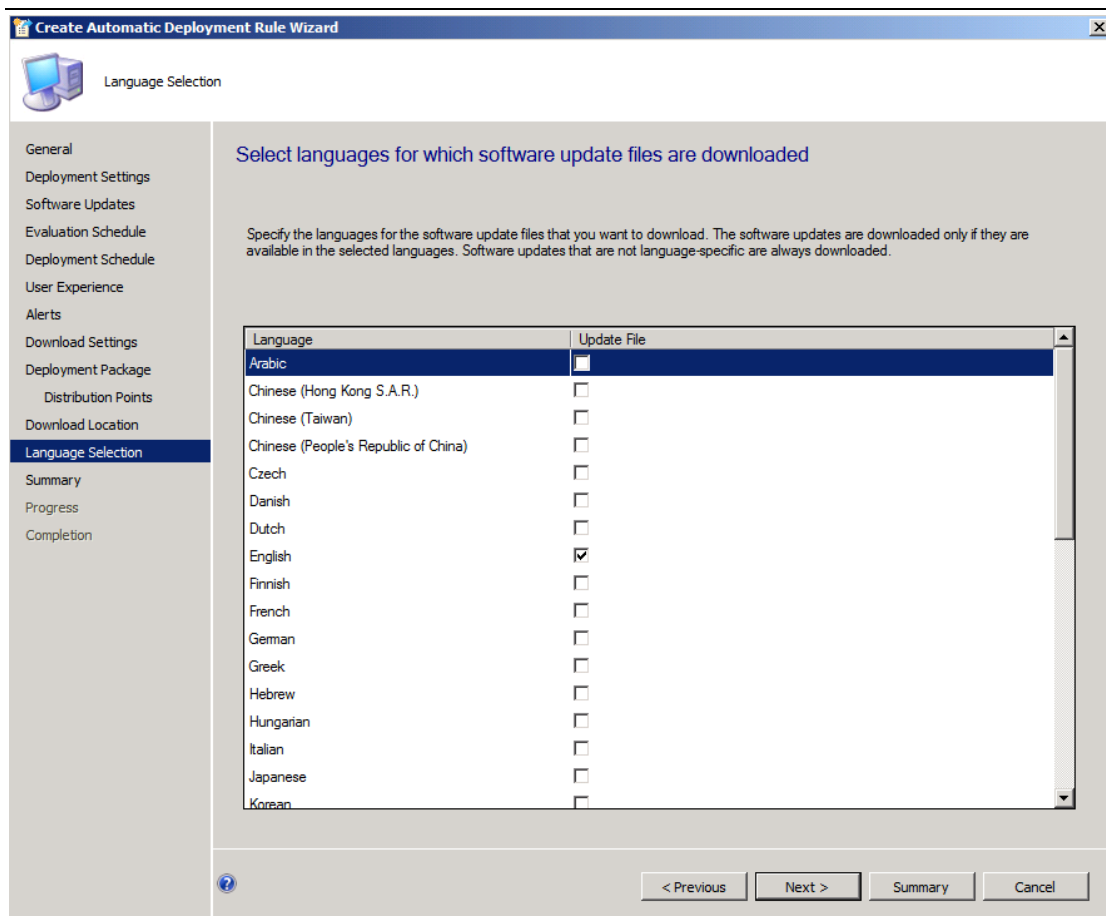 Create Automatic Deployment Rule Wizard
Language Selection
General
Deployment Settings
Software Updates
Evaluation Schedule
Deployment Schedule
User Experience
Alerts
Download Settings
Deployment Package
Distribution Points
Download Location
Language Selection
Summary
Progress
Completion
Select languages for which software update files are downloaded
Specify the languages for the software update files that you want to download. The software updates are downloaded only if they are
available in the selected languages. Software updates that are not language-specific are always downloaded.
Language Update File
Arabic
Chinese (Hong Kong S.A.R.)
Chinese (Taiwan)
Chinese (People's Republic of China)
Czech
Danish
Dutch
English
Finnish
French
German
Greek
Hebrew
Hungarian
Italian
Japanese
Korean
< Previous Next > Summary Cancel